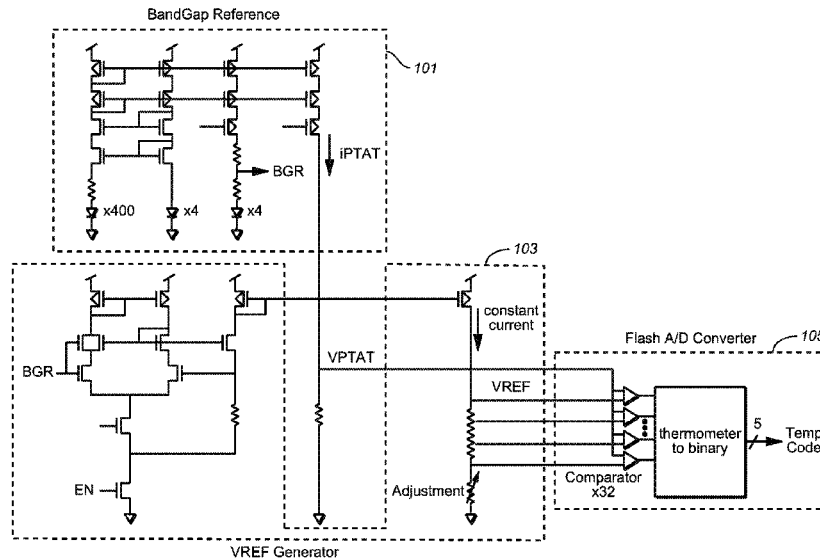 BandGap Reference
101
iPTAT
BGR
x400
x4
x4
103
constant
current
Flash A/D Converter
105
BGR
VPTAT
VREF
thermometer
to binary
5
Temp
Code
EN
Adjustment
Comparator
x32
VREF Generator